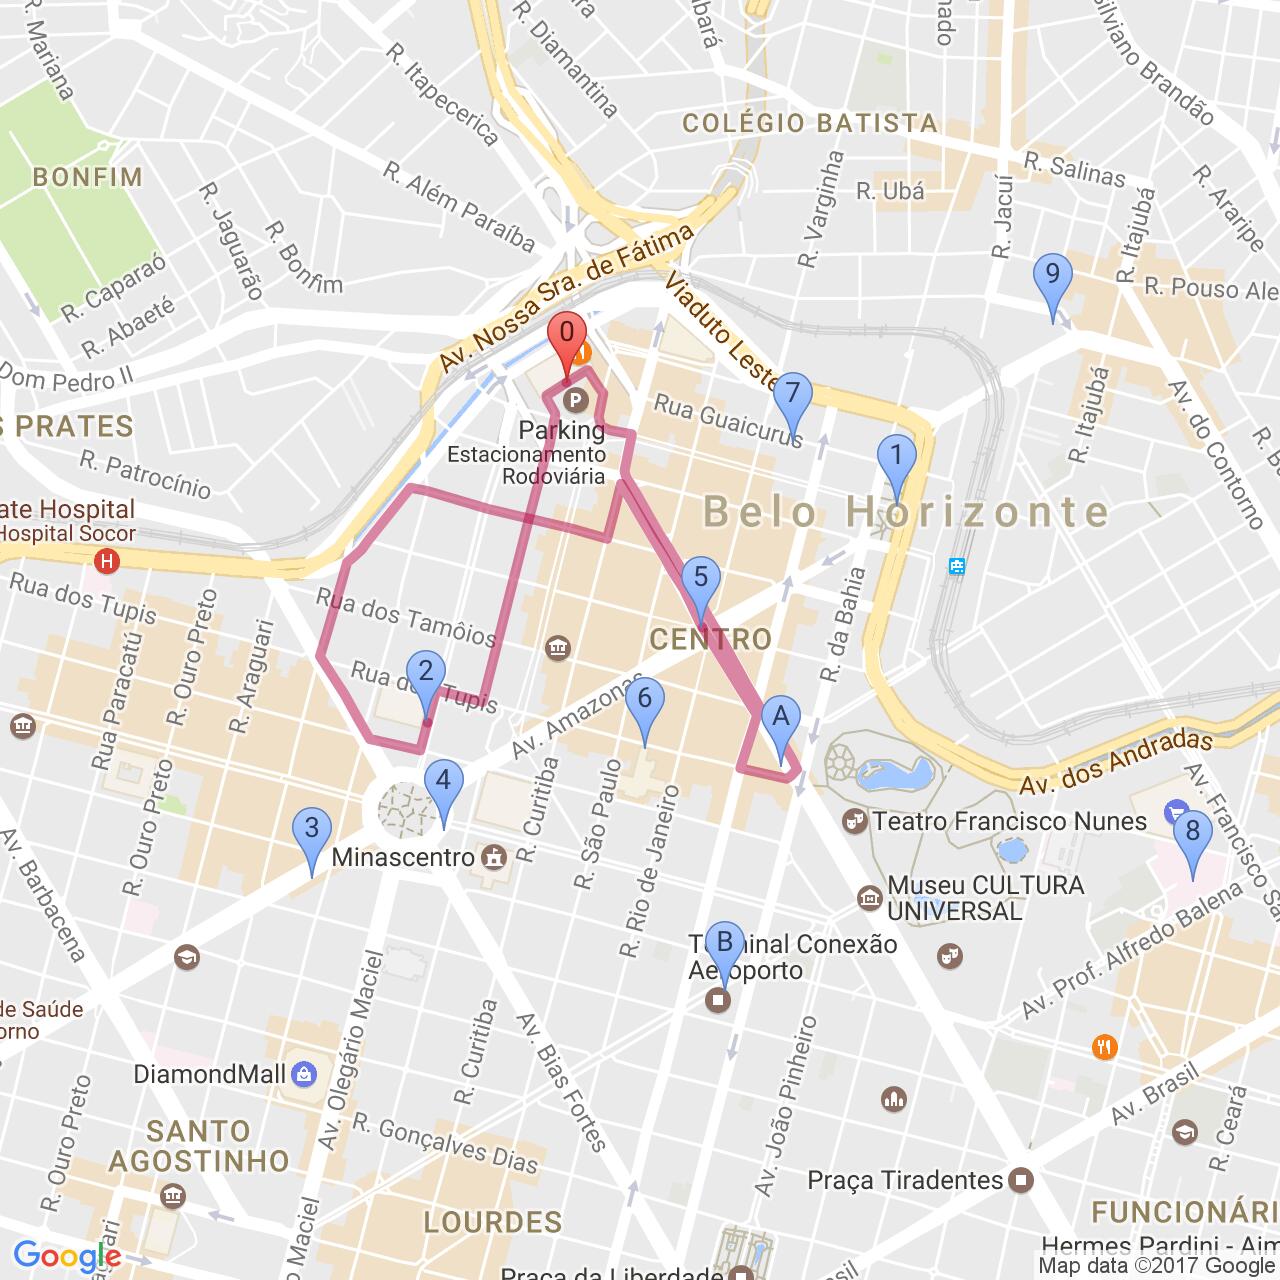 R. Mariana
R. Diamantina
R. Itapecerica
COLÉGIO BATISTA
Silviano Brandão
R. Salinas
R. Ubá
R. Varginha
R. Jacuí
R. Itajubá
R. Araripe
BONFIM
R. Além Paraíba
R. Jaguarão
R. Bonfim
R. Caparaó
R. Abaeté
Av. Nossa Sra. de Fátima
Viaduto Leste
R. Pouso Ale
9
0
Dom Pedro II
S PRATES
R. Patrocínio
P
Parking
Estacionamento
Rodoviária
Rua Guaicurus
7
1
R. Itajubá
Av. do Contorno
Belo Horizonte
ate Hospital
Hospital Socor
H
Rua dos Tupis
R. Ouro Preto
Rua Paracatú
R. Araguari
Rua dos Tamôios
Rua dos Tupis
2
5
CENTRO
R. da Bahia
6
A
Av. Amazonas
Av. dos Andradas
Av. Francisco Sa
4
3
R. Ouro Preto
R. Curitiba
R. São Paulo
R. Rio de Janeiro
Minascentro
Teatro Francisco Nunes
8
Museu CULTURA
UNIVERSAL
Av. Prof. Alfredo Balena
Av. Barbacena
B
Terminal Conexão
Aeroporto
de Saúde
orno
R. Curitiba
Av. Olegário Maciel
Av. Bias Fortes
Av. João Pinheiro
DiamondMall
R. Ouro Preto
R. Gonçalves Dias
SANTO
AGOSTINHO
Av. Brasil
R. Ceará
Praça Tiradentes
LOURDES
FUNCIONÁRI
Hermes Pardini - Aim
Maciel
Praça da Liberdade
Google
Map data ©2017 Google